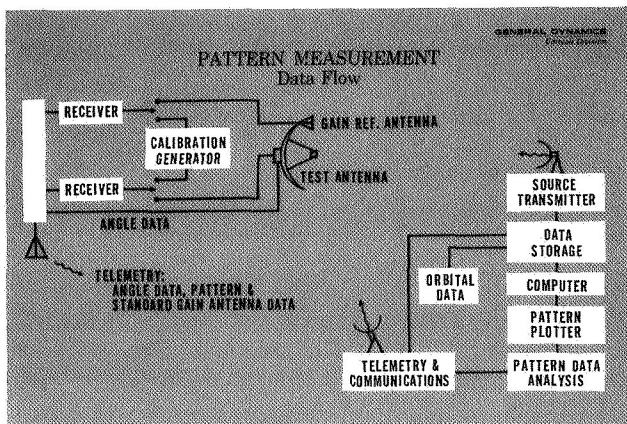 GENERAL DYNAMICS
Convair Division
PATTERN MEASUREMENT
Data Flow
RECEIVER
GAIN REF. ANTENNA
CALIBRATION
GENERATOR
TEST ANTENNA
RECEIVER
ANGLE DATA
TELEMETRY:
ANGLE DATA, PATTERN &
STANDARD GAIN ANTENNA DATA
SOURCE
TRANSMITTER
DATA
STORAGE
ORBITAL
DATA
COMPUTER
PATTERN
PLOTTER
TELEMETRY &
COMMUNICATIONS
PATTERN DATA
ANALYSIS